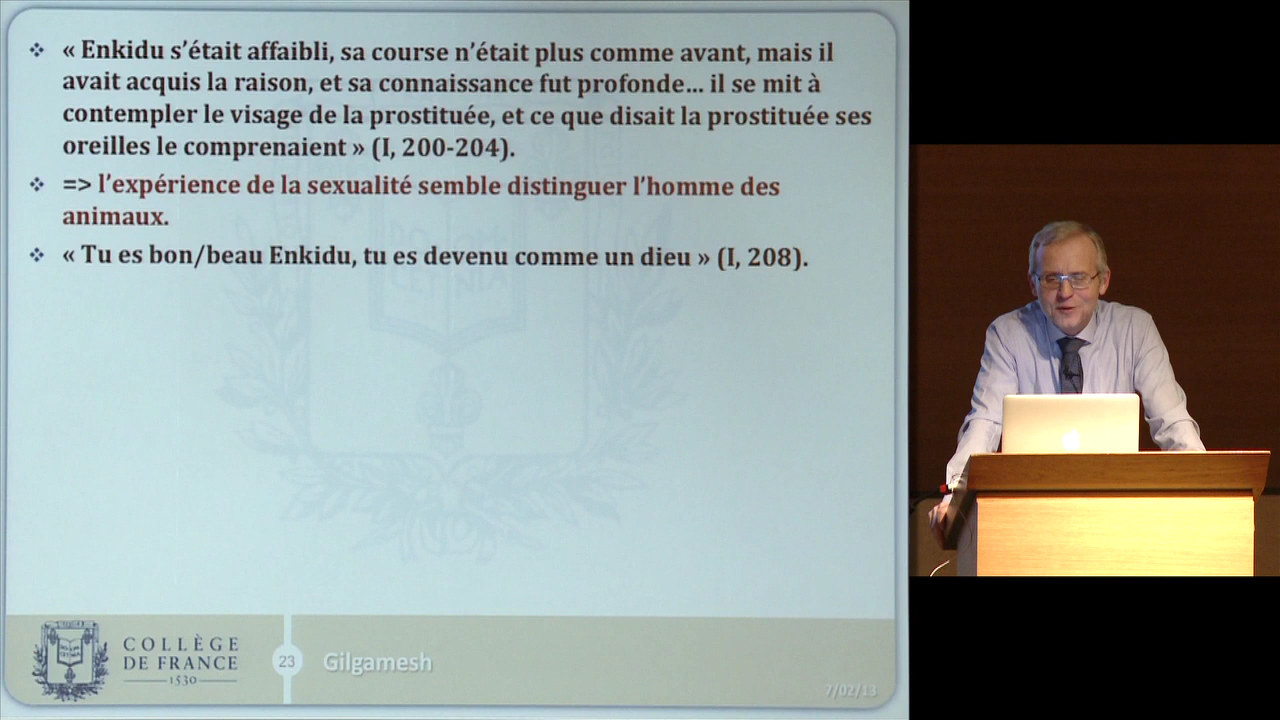 ❖ « Enkidu s'était affaibli, sa course n'était plus comme avant, mais il
avait acquis la raison, et sa connaissance fut profonde... il se mit à
contempler le visage de la prostituée, et ce que disait la prostituée ses
oreilles le comprenaient » (I, 200-204).
❖ => l'expérience de la sexualité semble distinguer l'homme des
animaux.
❖ « Tu es bon/beau Enkidu, tu es devenu comme un dieu » (I, 208).
COLLÈGE
DE FRANCE
1530
23
Gilgamesh
7/02/13